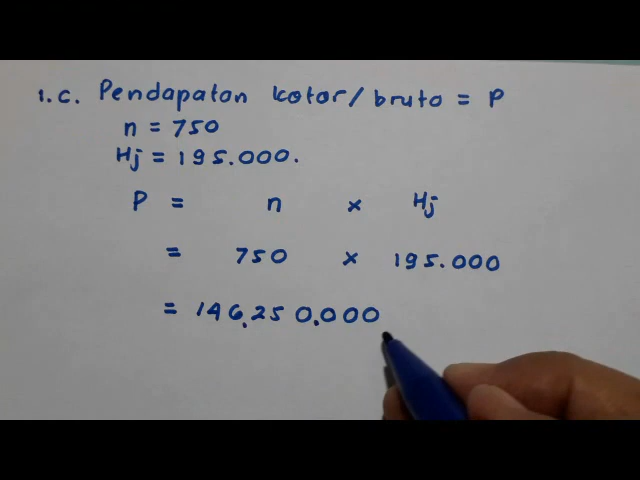 1.C. Pendapatan kotor/bruto = P
n = 750
Hj = 195.000.
P = n × Hj
= 750 × 195.000
= 146.250.000